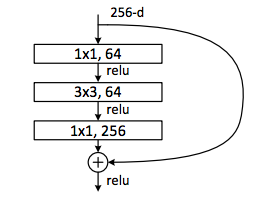 256-d
1x1, 64
relu
3x3, 64
relu
1x1, 256
+
relu